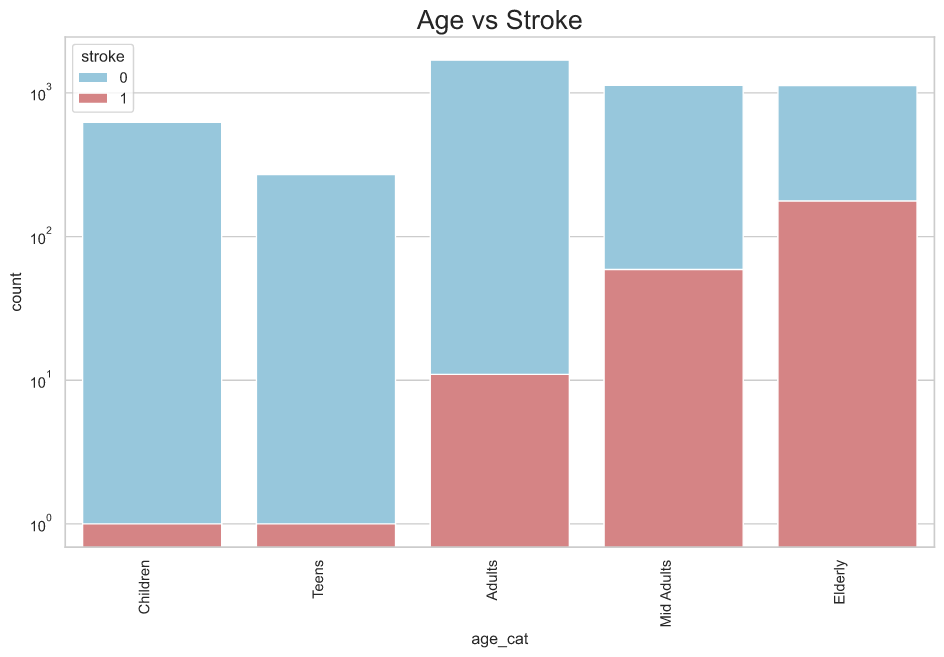 Age vs Stroke
stroke
0
1
10³
10²
10¹
10⁰
count
Children
Teens
Adults
Mid Adults
Elderly
age_cat